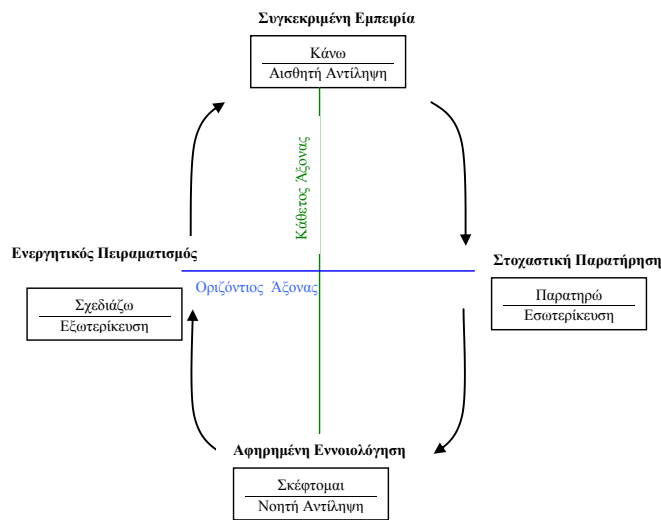 Συγκεκριμένη Εμπειρία
Κάνω
Αισθητή Αντίληψη
Κάθετος Άξονας
Ενεργητικός Πειραματισμός
Στοχαστική Παρατήρηση
Οριζόντιος Άξονας
Σχεδιάζω
Εξωτερίκευση
Παρατηρώ
Εσωτερίκευση
Αφηρημένη Εννοιολόγηση
Σκέφτομαι
Νοητή Αντίληψη